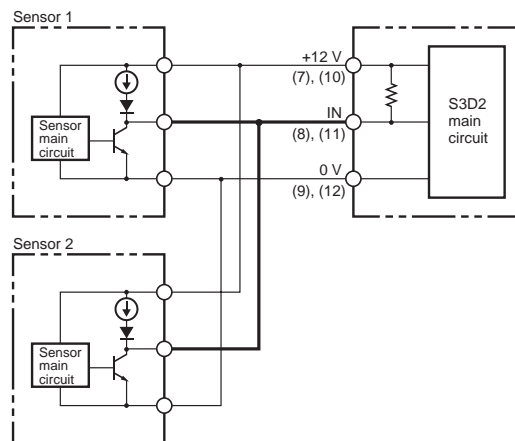 Sensor 1
+12 V
(7), (10)
IN
(8), (11)
0 V
(9), (12)
S3D2
main
circuit
Sensor
main
circuit
Sensor 2
Sensor
main
circuit